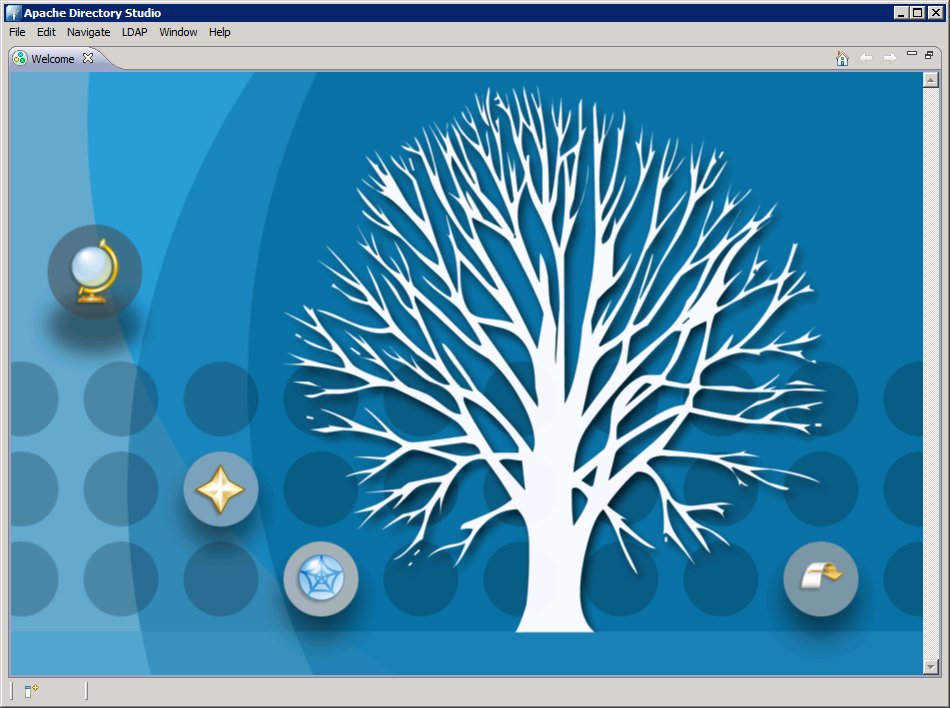 Apache Directory Studio
File Edit Navigate LDAP Window Help
Welcome